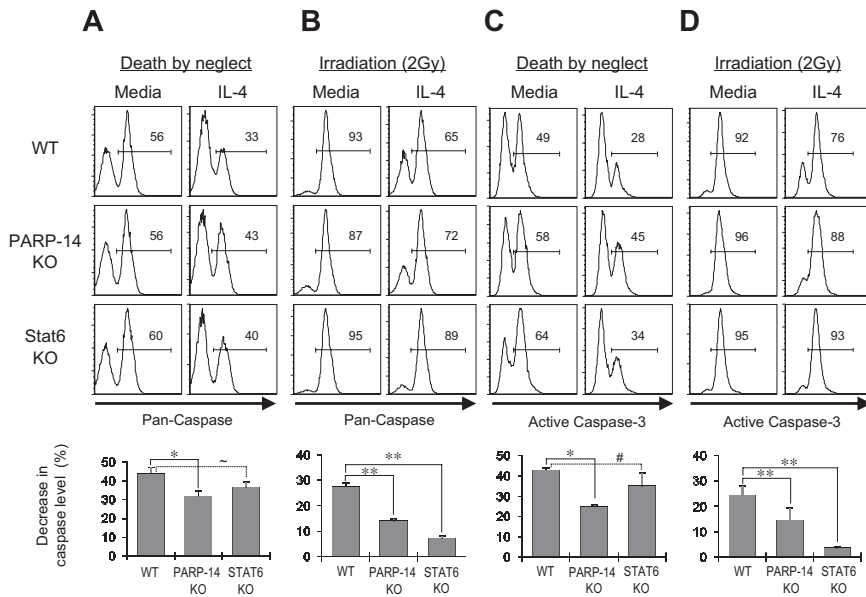 A B C D
Death by neglect Irradiation (2Gy) Death by neglect Irradiation (2Gy)
Media IL-4 Media IL-4 Media IL-4 Media IL-4
WT 56 33 93 65 49 28 92 76
PARP-14
KO 56 43 87 72 58 45 96 88
Stat6
KO 60 40 95 89 64 34 95 93
Pan-Caspase Pan-Caspase Active Caspase-3 Active Caspase-3
Decrease in
caspase level (%)
50
40
30
20
10
0
* ~
WT PARP-14
KO STAT6
KO
40
30
20
10
0
**
**
WT PARP-14
KO STAT6
KO
50
40
30
20
10
0
* #
WT PARP-14
KO STAT6
KO
40
30
20
10
0
**
**
WT PARP-14
KO STAT6
KO